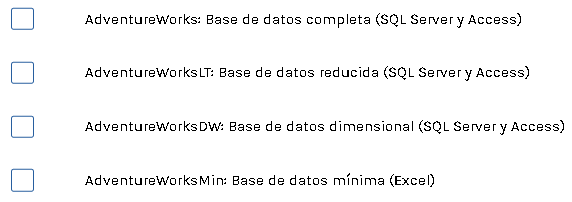 AdventureWorks: Base de datos completa (SQL Server y Access)
AdventureWorksLT: Base de datos reducida (SQL Server y Access)
AdventureWorksDW: Base de datos dimensional (SQL Server y Access)
AdventureWorksMin: Base de datos mínima (Excel)